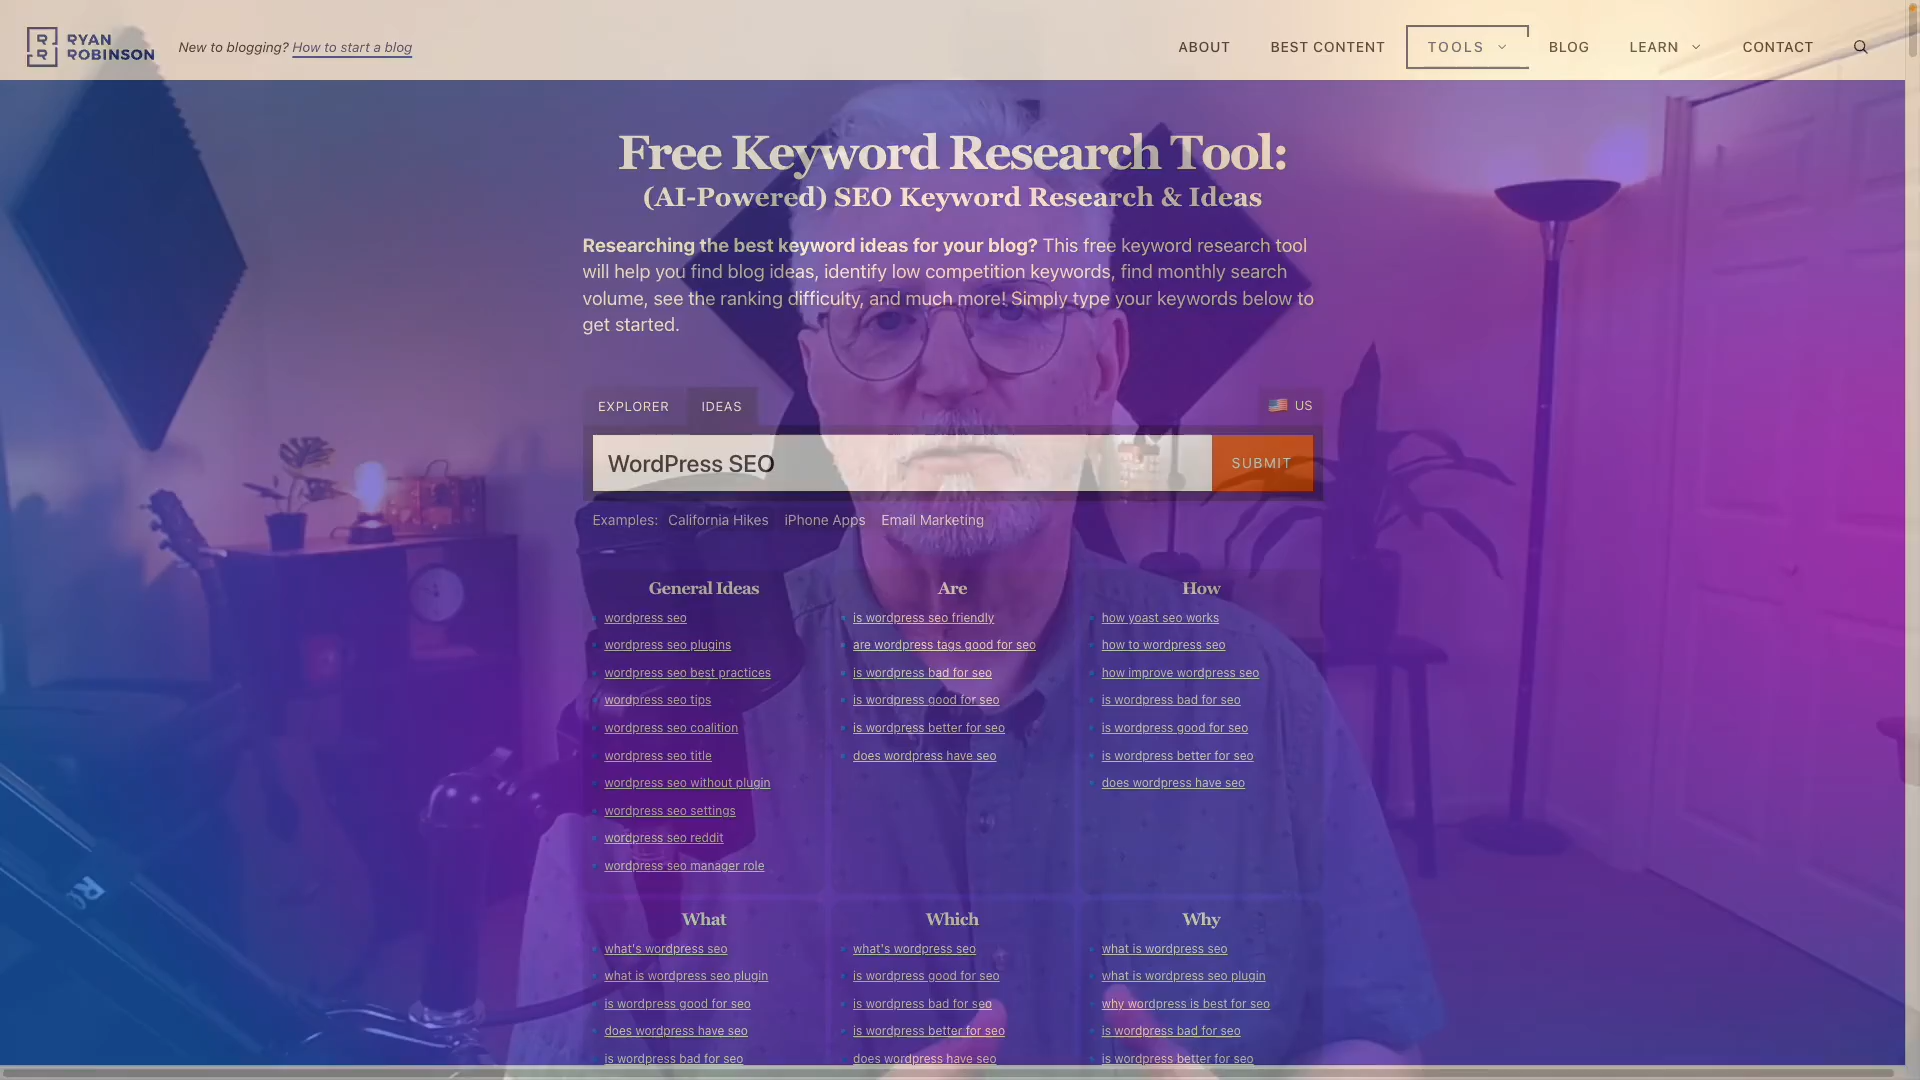 RYAN
ROBINSON
New to blogging? How to start a blog
ABOUT
BEST CONTENT
TOOLS
BLOG
LEARN
CONTACT
Free Keyword Research Tool:
(AI-Powered) SEO Keyword Research & Ideas
Researching the best keyword ideas for your blog? This free keyword research tool
will help you find blog ideas, identify low competition keywords, find monthly search
volume, see the ranking difficulty, and much more! Simply type your keywords below to
get started.
EXPLORER
IDEAS
US
WordPress SEO
SUBMIT
Examples: California Hikes iPhone Apps Email Marketing
General Ideas
wordpress seo
wordpress seo plugins
wordpress seo best practices
wordpress seo tips
wordpress seo coalition
wordpress seo title
wordpress seo without plugin
wordpress seo settings
wordpress seo reddit
wordpress seo manager role
Are
is wordpress seo friendly
are wordpress tags good for seo
is wordpress bad for seo
is wordpress good for seo
is wordpress better for seo
does wordpress have seo
How
how yoast seo works
how to wordpress seo
how improve wordpress seo
is wordpress bad for seo
is wordpress good for seo
is wordpress better for seo
does wordpress have seo
What
what's wordpress seo
what is wordpress seo plugin
is wordpress good for seo
does wordpress have seo
is wordpress bad for seo
Which
what's wordpress seo
is wordpress good for seo
is wordpress bad for seo
is wordpress better for seo
does wordpress have seo
Why
what is wordpress seo
what is wordpress seo plugin
why wordpress is best for seo
is wordpress bad for seo
is wordpress better for seo